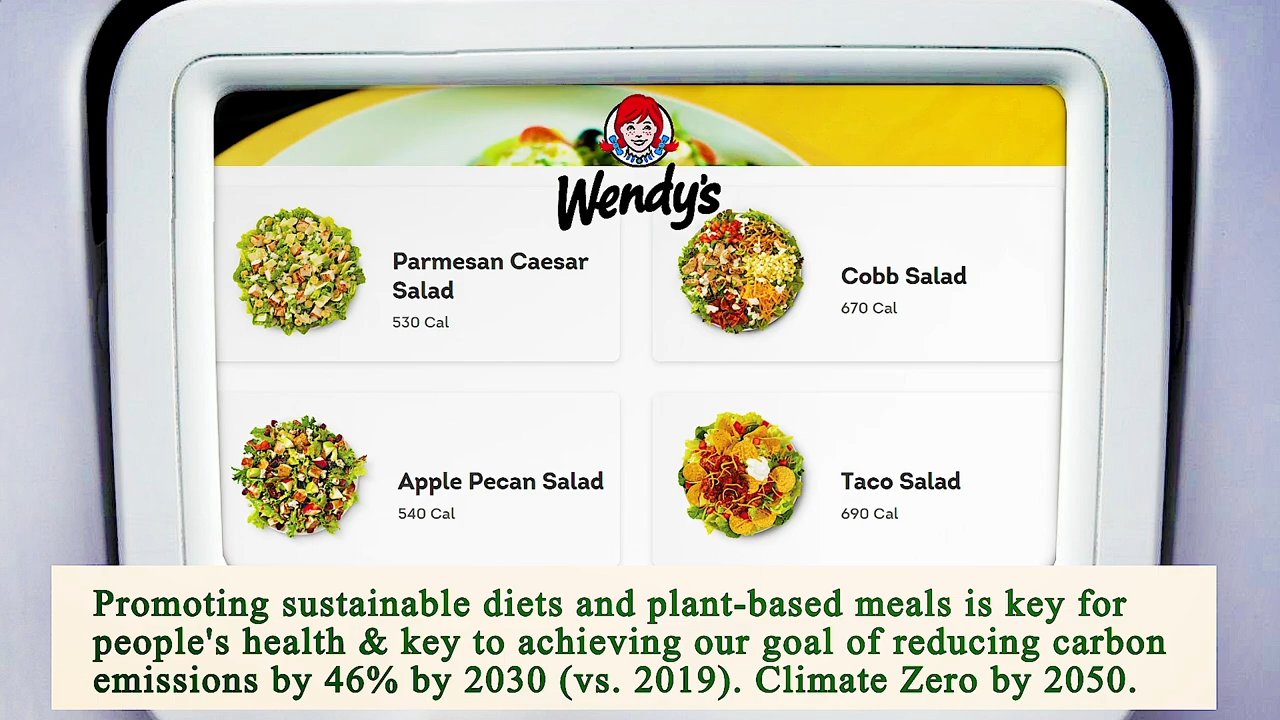 Wendy's
Parmesan Caesar
Salad
530 Cal
Cobb Salad
670 Cal
Apple Pecan Salad
540 Cal
Taco Salad
690 Cal
Promoting sustainable diets and plant-based meals is key for
people's health & key to achieving our goal of reducing carbon
emissions by 46% by 2030 (vs. 2019). Climate Zero by 2050.